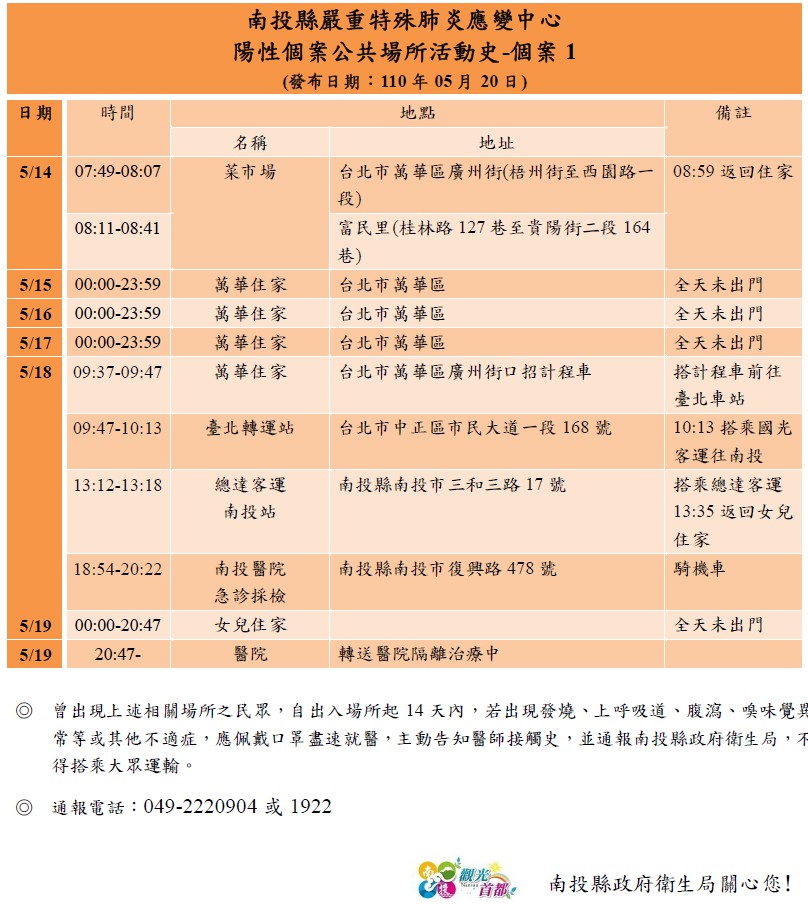 南投縣嚴重特殊肺炎應變中心
陽性個案公共場所活動史-個案 1
(發布日期：110 年 05 月 20 日)
日期 時間 地點 備註
名稱 地址
5/14 07:49-08:07 菜市場 台北市萬華區廣州街(梧州街至西園路一 08:59 返回住家
段)
08:11-08:41 富民里(桂林路 127 巷至貴陽街二段 164
巷)
5/15 00:00-23:59 萬華住家 台北市萬華區 全天未出門
5/16 00:00-23:59 萬華住家 台北市萬華區 全天未出門
5/17 00:00-23:59 萬華住家 台北市萬華區 全天未出門
5/18 09:37-09:47 萬華住家 台北市萬華區廣州街口招計程車 搭計程車前往
臺北車站
09:47-10:13 臺北轉運站 台北市中正區市民大道一段 168 號 10:13 搭乘國光
客運往南投
13:12-13:18 總達客運 南投縣南投市三和三路 17 號 搭乘總達客運
南投站 13:35 返回女兒
住家
18:54-20:22 南投醫院 南投縣南投市復興路 478 號 騎機車
急診採檢
5/19 00:00-20:47 女兒住家 全天未出門
5/19 20:47- 醫院 轉送醫院隔離治療中
◎ 曾出現上述相關場所之民眾，自出入場所起 14 天內，若出現發燒、上呼吸道、腹瀉、嗅味覺異
常等或其他不適症，應佩戴口罩盡速就醫，主動告知醫師接觸史，並通報南投縣政府衛生局，不
得搭乘大眾運輸。
◎ 通報電話：049-2220904 或 1922
南投 觀光
首都
南投縣政府衛生局關心您!